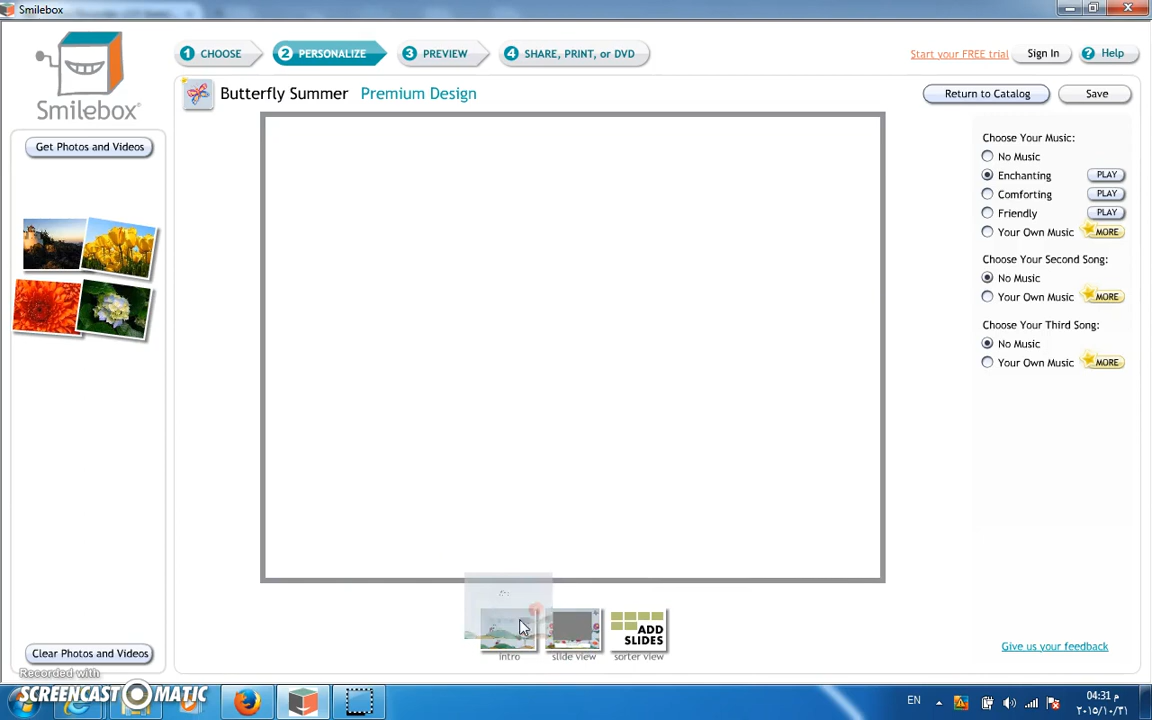 Smilebox
1 CHOOSE
2 PERSONALIZE
3 PREVIEW
4 SHARE, PRINT, or DVD
Start your FREE trial
Sign In
? Help
Smilebox®
Butterfly Summer Premium Design
Return to Catalog
Save
Get Photos and Videos
Choose Your Music:
No Music
Enchanting PLAY
Comforting PLAY
Friendly PLAY
Your Own Music MORE
Choose Your Second Song:
No Music
Your Own Music MORE
Choose Your Third Song:
No Music
Your Own Music MORE
ADD
SLIDES
intro
slide view
sorter view
Give us your feedback
Clear Photos and Videos
Recorded with
SCREENCAST-O-MATIC
EN
04:31 م
٢٠١٥/١٠/٣١